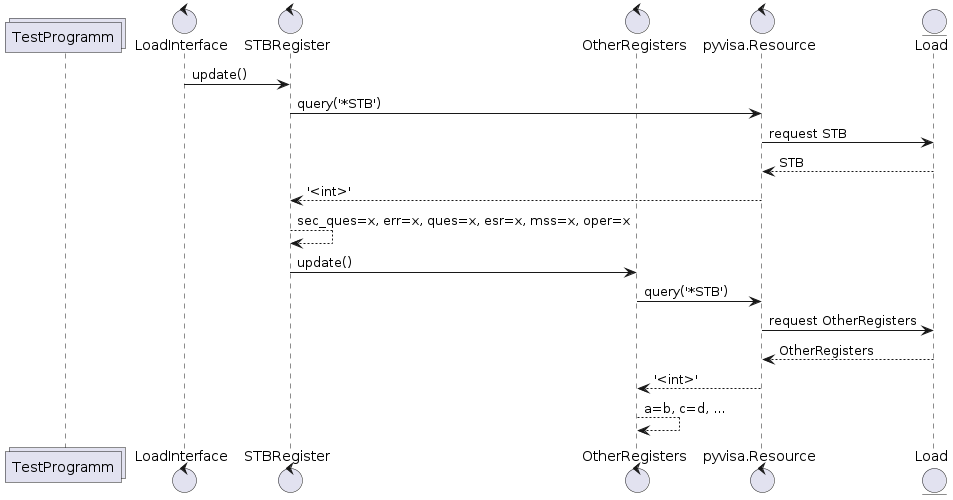 TestProgramm
LoadInterface
STBRegister
OtherRegisters
pyvisa.Resource
Load
update()
query('*STB')
request STB
STB
'<int>'
sec_ques=x, err=x, ques=x, esr=x, mss=x, oper=x
update()
query('*STB')
request OtherRegisters
OtherRegisters
'<int>'
a=b, c=d, ...
TestProgramm
LoadInterface
STBRegister
OtherRegisters
pyvisa.Resource
Load